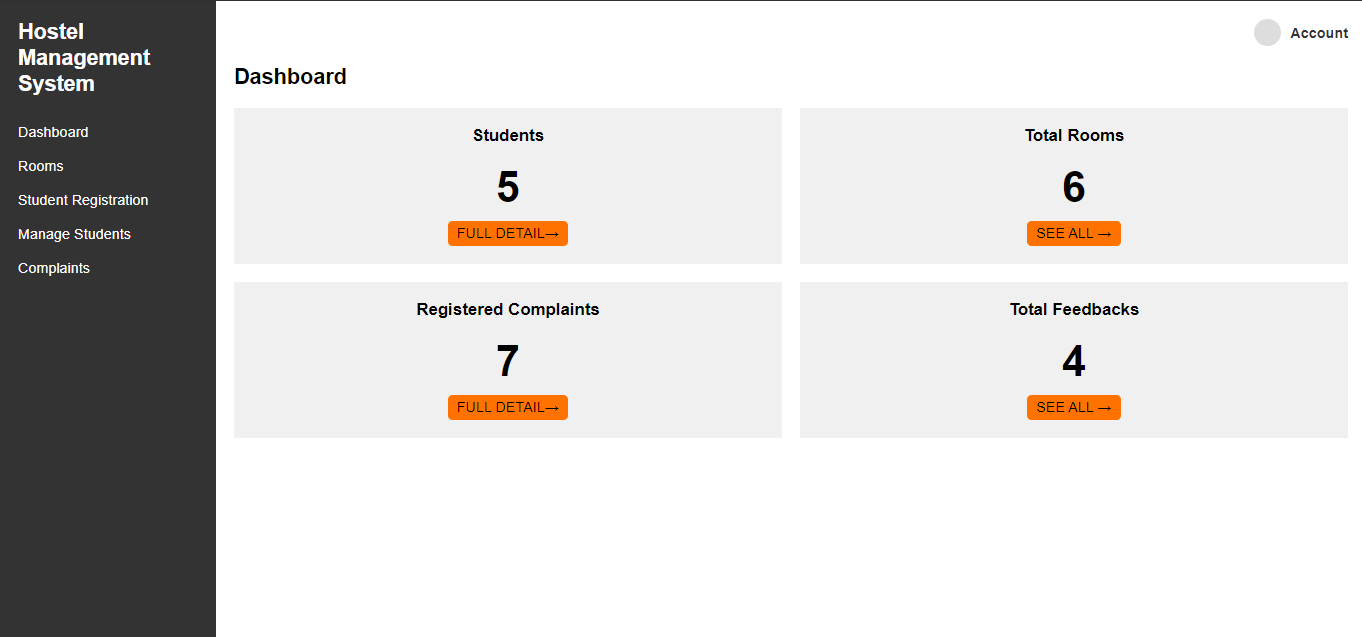 Hostel
Management
System
Dashboard
Rooms
Student Registration
Manage Students
Complaints
Account
Dashboard
Students
5
FULL DETAIL→
Total Rooms
6
SEE ALL →
Registered Complaints
7
FULL DETAIL→
Total Feedbacks
4
SEE ALL →